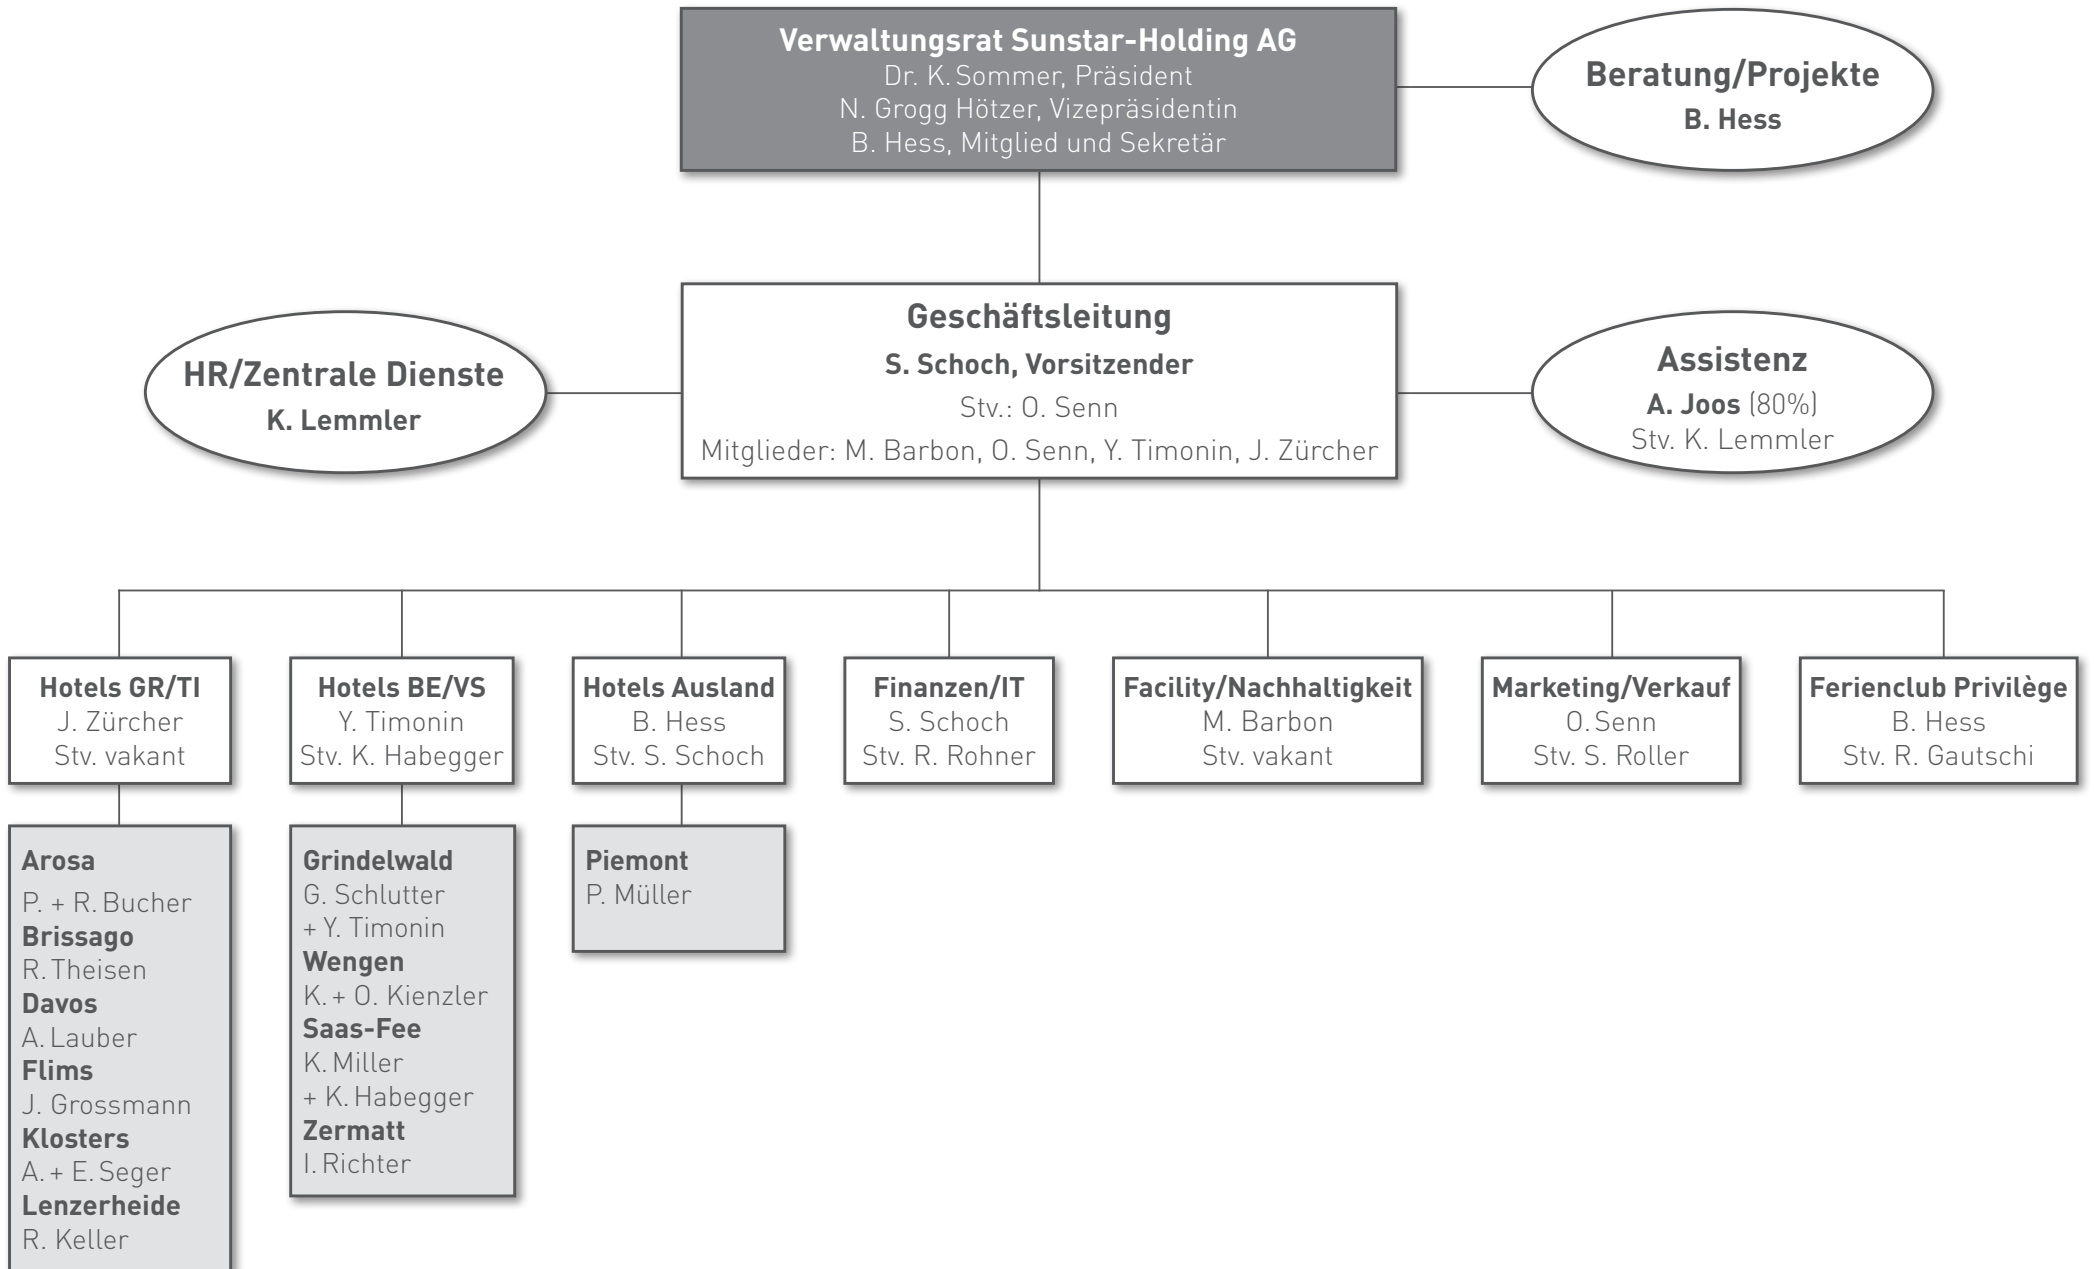 Verwaltungsrat Sunstar-Holding AG
Dr. K. Sommer, Präsident
N. Grogg Hötzer, Vizepräsidentin
B. Hess, Mitglied und Sekretär
Beratung/Projekte
B. Hess
HR/Zentrale Dienste
K. Lemmler
Geschäftsleitung
S. Schoch, Vorsitzender
Stv.: O. Senn
Mitglieder: M. Barbon, O. Senn, Y. Timonin, J. Zürcher
Assistenz
A. Joos (80%)
Stv. K. Lemmler
Hotels GR/TI
J. Zürcher
Stv. vakant
Hotels BE/VS
Y. Timonin
Stv. K. Habegger
Hotels Ausland
B. Hess
Stv. S. Schoch
Finanzen/IT
S. Schoch
Stv. R. Rohner
Facility/Nachhaltigkeit
M. Barbon
Stv. vakant
Marketing/Verkauf
O. Senn
Stv. S. Roller
Ferienclub Privilège
B. Hess
Stv. R. Gautschi
Arosa
P. + R. Bucher
Brissago
R. Theisen
Davos
A. Lauber
Flims
J. Grossmann
Klosters
A. + E. Seger
Lenzerheide
R. Keller
Grindelwald
G. Schlutter
+ Y. Timonin
Wengen
K. + O. Kienzler
Saas-Fee
K. Miller
+ K. Habegger
Zermatt
I. Richter
Piemont
P. Müller